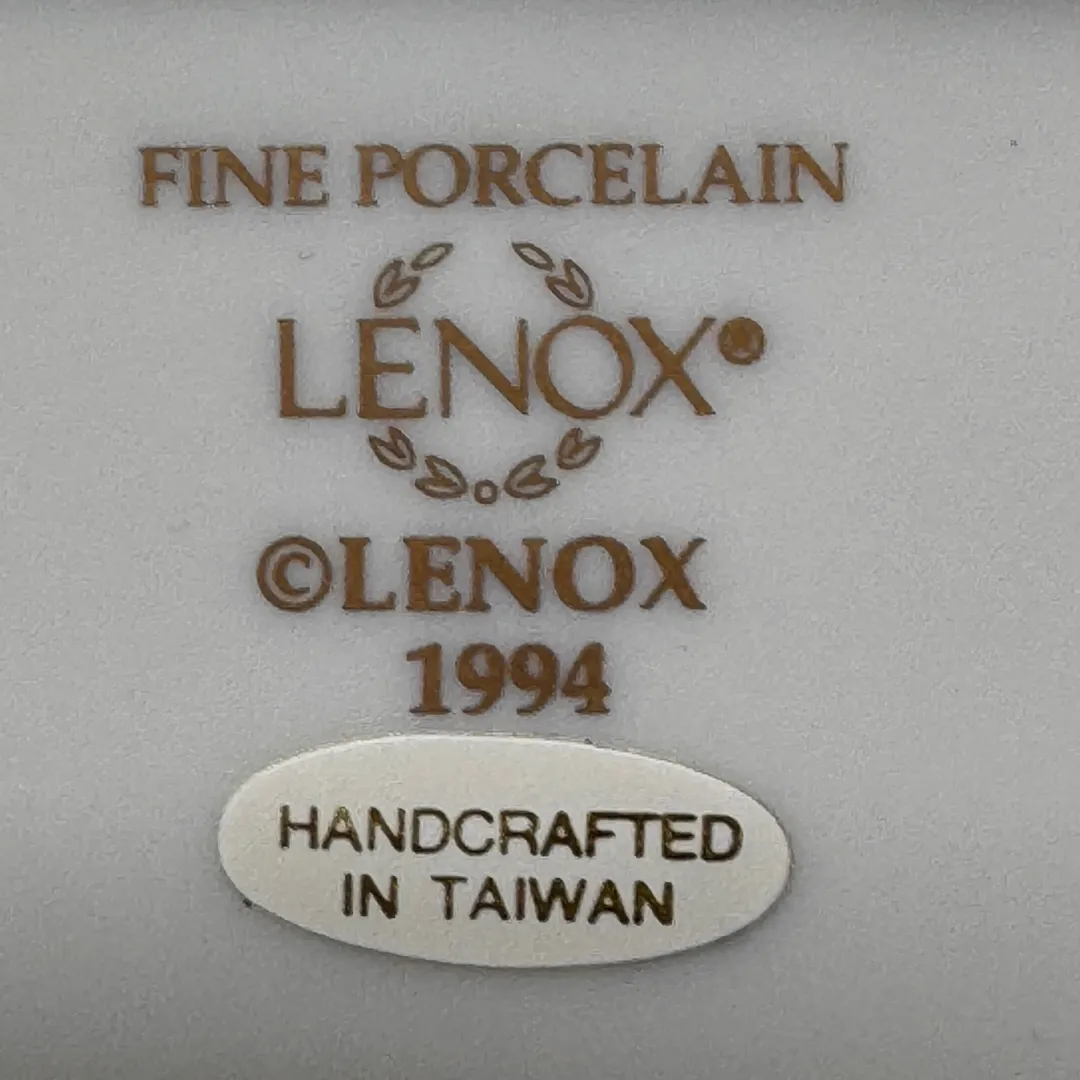 FINE PORCELAIN
LENOX®
©LENOX
1994
HANDCRAFTED
IN TAIWAN